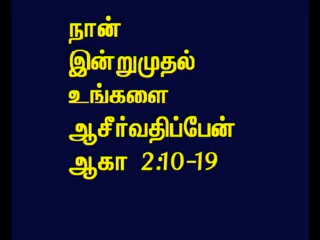 நான்
இன்றுமுதல்
உங்களை
ஆசீர்வதிப்பேன்
ஆகா 2:10-19